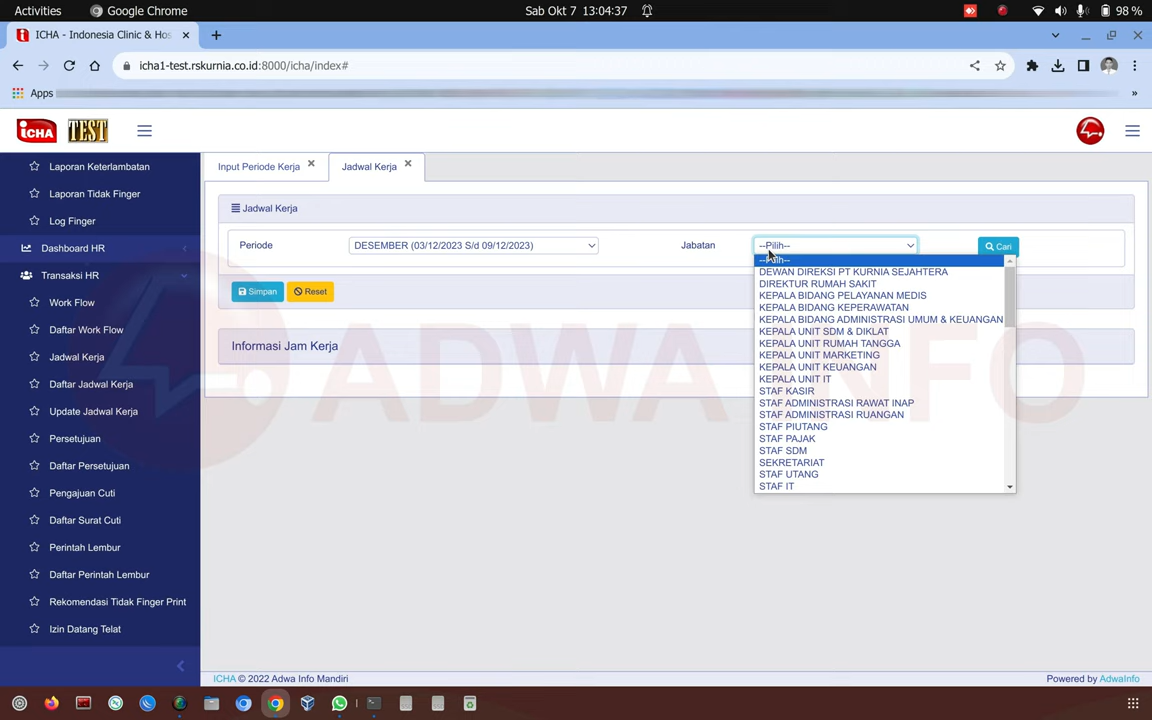 Activities
Google Chrome
Sab Okt 7 13:04:37
98 %
ICHA - Indonesia Clinic & Hos
icha1-test.rskurnia.co.id:8000/icha/index#
Apps
»
iCHA
TEST
Laporan Keterlambatan
Laporan Tidak Finger
Log Finger
Dashboard HR
Transaksi HR
Work Flow
Daftar Work Flow
Jadwal Kerja
Daftar Jadwal Kerja
Update Jadwal Kerja
Persetujuan
Daftar Persetujuan
Pengajuan Cuti
Daftar Surat Cuti
Perintah Lembur
Daftar Perintah Lembur
Rekomendasi Tidak Finger Print
Izin Datang Telat
Input Periode Kerja
Jadwal Kerja
Jadwal Kerja
Periode
DESEMBER (03/12/2023 S/d 09/12/2023)
Jabatan
--Pilih--
Cari
Simpan
Reset
Informasi Jam Kerja
--Pilih--
DEWAN DIREKSI PT KURNIA SEJAHTERA
DIREKTUR RUMAH SAKIT
KEPALA BIDANG PELAYANAN MEDIS
KEPALA BIDANG KEPERAWATAN
KEPALA BIDANG ADMINISTRASI UMUM & KEUANGAN
KEPALA UNIT SDM & DIKLAT
KEPALA UNIT RUMAH TANGGA
KEPALA UNIT MARKETING
KEPALA UNIT KEUANGAN
KEPALA UNIT IT
STAF KASIR
STAF ADMINISTRASI RAWAT INAP
STAF ADMINISTRASI RUANGAN
STAF PIUTANG
STAF PAJAK
STAF SDM
SEKRETARIAT
STAF UTANG
STAF IT
ADWA INFO
ICHA © 2022 Adwa Info Mandiri
Powered by AdwaInfo